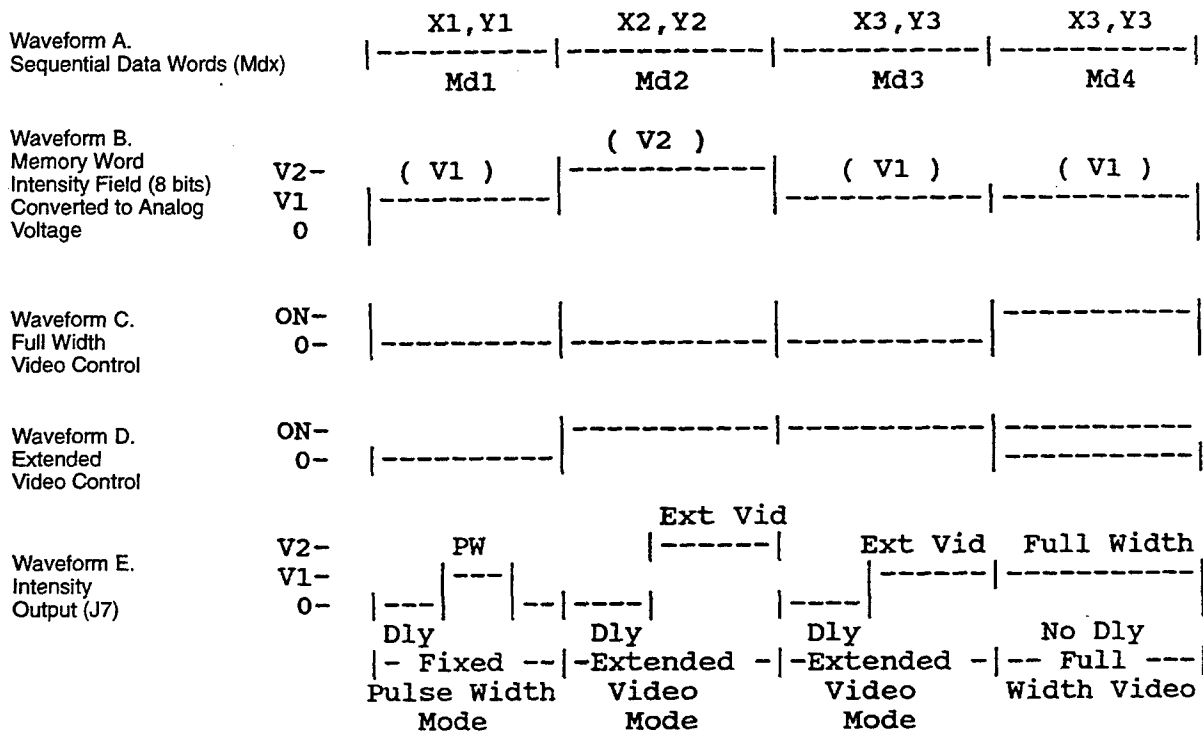 X1,Y1 X2,Y2 X3,Y3 X3,Y3
Waveform A.
Sequential Data Words (Mdx)
|----------|-----------|-----------|----------|
Md1 Md2 Md3 Md4
Waveform B.
Memory Word
Intensity Field (8 bits)
Converted to Analog
Voltage
( V2 )
V2- ( V1 ) ----------- ( V1 ) ( V1 )
V1 ---------- ----------- ----------
0
Waveform C.
Full Width
Video Control
ON- ----------
0- ---------- ----------- -----------
Waveform D.
Extended
Video Control
ON- ----------- ----------- ----------
0- ---------- ----------
Waveform E.
Intensity
Output (J7)
Ext Vid
V2- PW ------- Ext Vid Full Width
V1- --- ------ ----------
0- |---- --|---- |----
Dly Dly Dly No Dly
|- Fixed --|-Extended -|-Extended -|-- Full ---|
Pulse Width Video Video Width Video
Mode Mode Mode